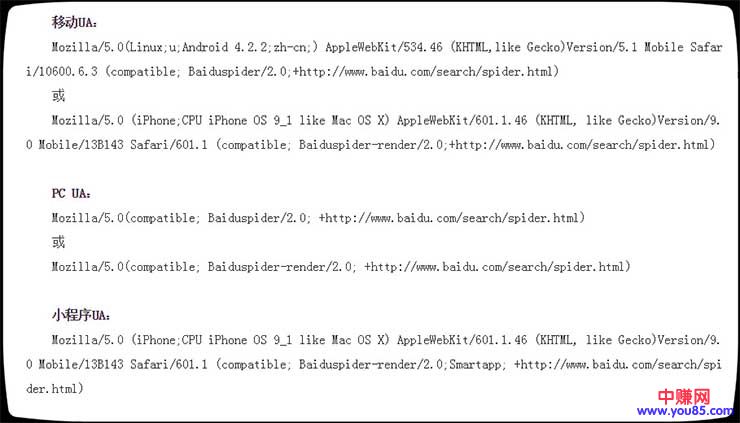 移动UA:
Mozilla/5.0(Linux;u;Android 4.2.2;zh-cn;) AppleWebKit/534.46 (KHTML,like Gecko)Version/5.1 Mobile Safar
i/10600.6.3 (compatible; Baiduspider/2.0;+http://www.baidu.com/search/spider.html)
或
Mozilla/5.0 (iPhone;CPU iPhone OS 9_1 like Mac OS X) AppleWebKit/601.1.46 (KHTML, like Gecko)Version/9.
0 Mobile/13B143 Safari/601.1 (compatible; Baiduspider-render/2.0;+http://www.baidu.com/search/spider.html)
PC UA:
Mozilla/5.0(compatible; Baiduspider/2.0; +http://www.baidu.com/search/spider.html)
或
Mozilla/5.0(compatible; Baiduspider-render/2.0; +http://www.baidu.com/search/spider.html)
小程序UA:
Mozilla/5.0 (iPhone;CPU iPhone OS 9_1 like Mac OS X) AppleWebKit/601.1.46 (KHTML, like Gecko)Version/9.
0 Mobile/13B143 Safari/601.1 (compatible; Baiduspider-render/2.0;Smartapp; +http://www.baidu.com/search/spi
der.html)
中赚网
www.you85.com